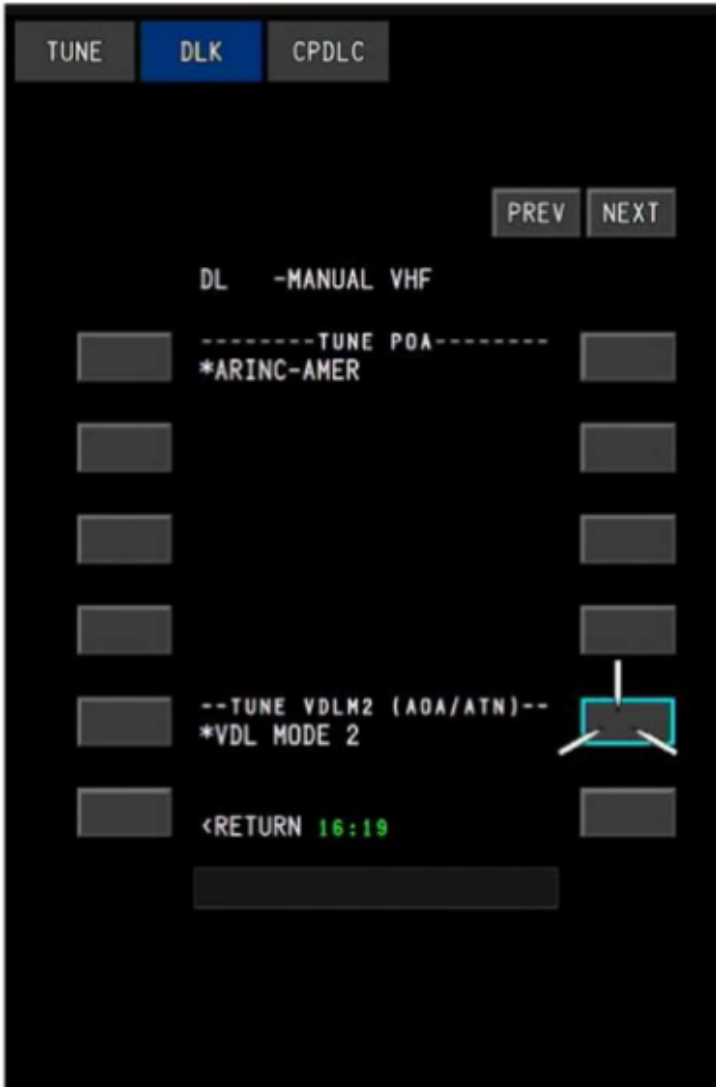 TUNE DLK CPDLC
PREV NEXT
DL -MANUAL VHF
--------TUNE POA--------
*ARINC-AMER
--TUNE VDLM2 (AOA/ATN)--
*VDL MODE 2
<RETURN 16:19